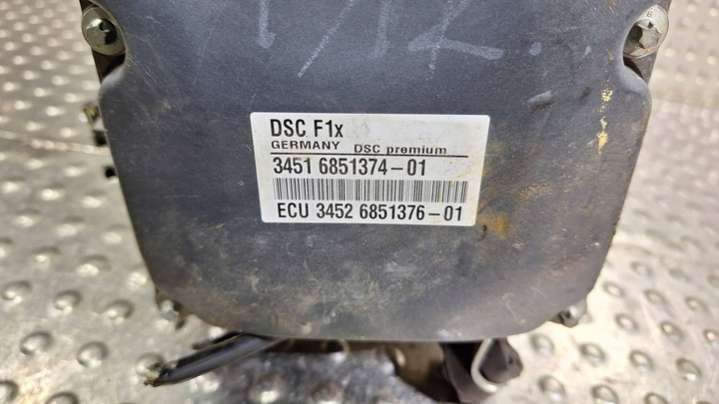 DSC F1x
GERMANY DSC premium
3451 6851374-01
ECU 3452 6851376-01